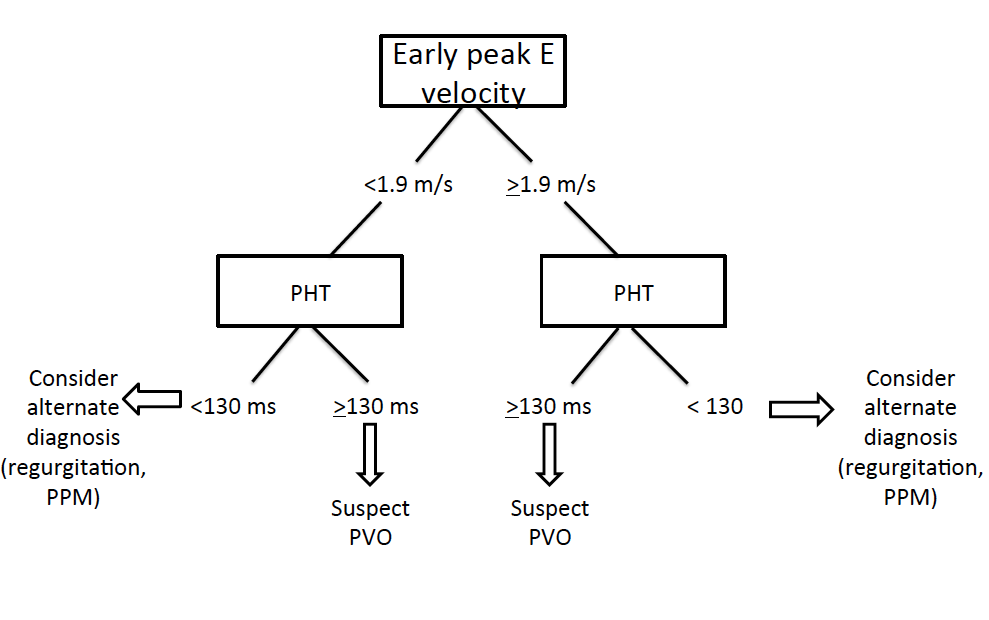 Early peak E
velocity
<1.9 m/s
≥1.9 m/s
PHT
PHT
Consider
alternate
diagnosis
(regurgitation,
PPM)
<130 ms
≥130 ms
≥130 ms
< 130
Consider
alternate
diagnosis
(regurgitation,
PPM)
Suspect
PVO
Suspect
PVO